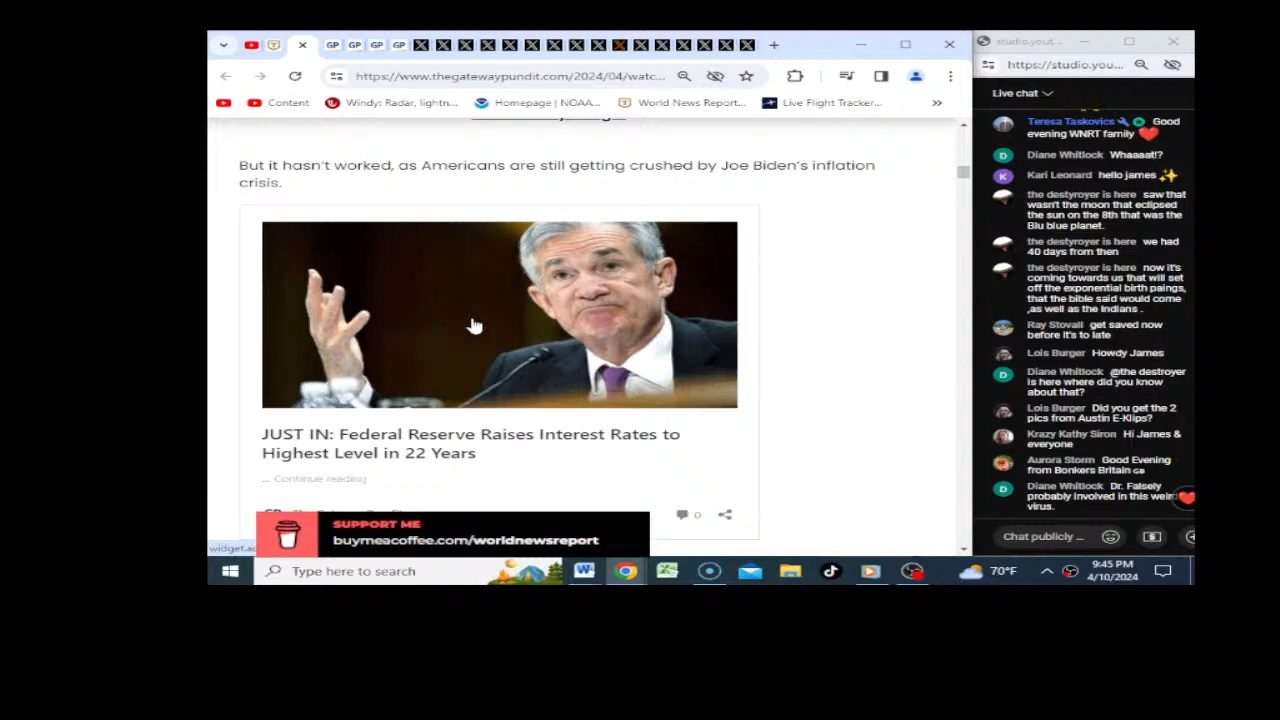 GP GP GP GP
studio.yout...
https://www.thegatewaypundit.com/2024/04/watc...
https://studio.you...
Content
Windy: Radar, lightn...
Homepage | NOAA...
World News Report...
Live Flight Tracker...
»
Live chat
But it hasn't worked, as Americans are still getting crushed by Joe Biden's inflation
crisis.
JUST IN: Federal Reserve Raises Interest Rates to
Highest Level in 22 Years
... Continue reading
0
SUPPORT ME
buymeacoffee.com/worldnewsreport
Teresa Taskovics Good
evening WNRT family
Diane Whitlock Whaaaat!?
K
Kari Leonard hello james
the destyroyer is here saw that
wasn't the moon that eclipsed
the sun on the 8th that was the
Blu blue planet.
the destyroyer is here we had
40 days from then
the destyroyer is here now it's
coming towards us that will set
off the exponential birth paings,
that the bible said would come
,as well as the Indians .
Ray Stovall get saved now
before it's to late
Lois Burger Howdy James
Diane Whitlock @the destroyer
is here where did you know
about that?
Lois Burger Did you get the 2
pics from Austin E-Klips?
Krazy Kathy Siron Hi James &
everyone
Aurora Storm Good Evening
from Bonkers Britain GB
Diane Whitlock Dr. Falsely
probably involved in this weird
virus.
Chat publicly ...
Type here to search
70°F
9:45 PM
4/10/2024